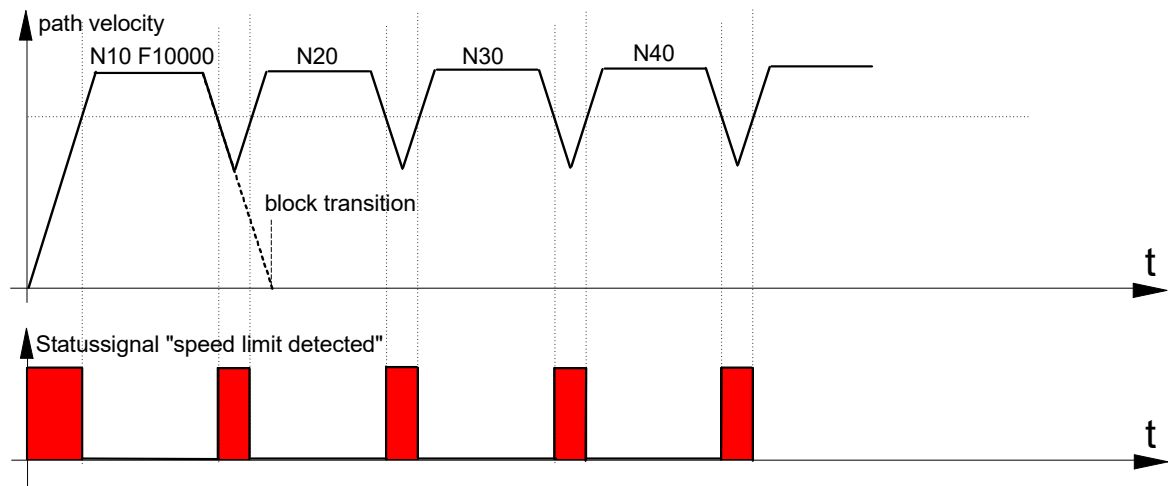 path velocity
N10 F10000
N20
N30
N40
block transition
t
Statussignal "speed limit detected"
t